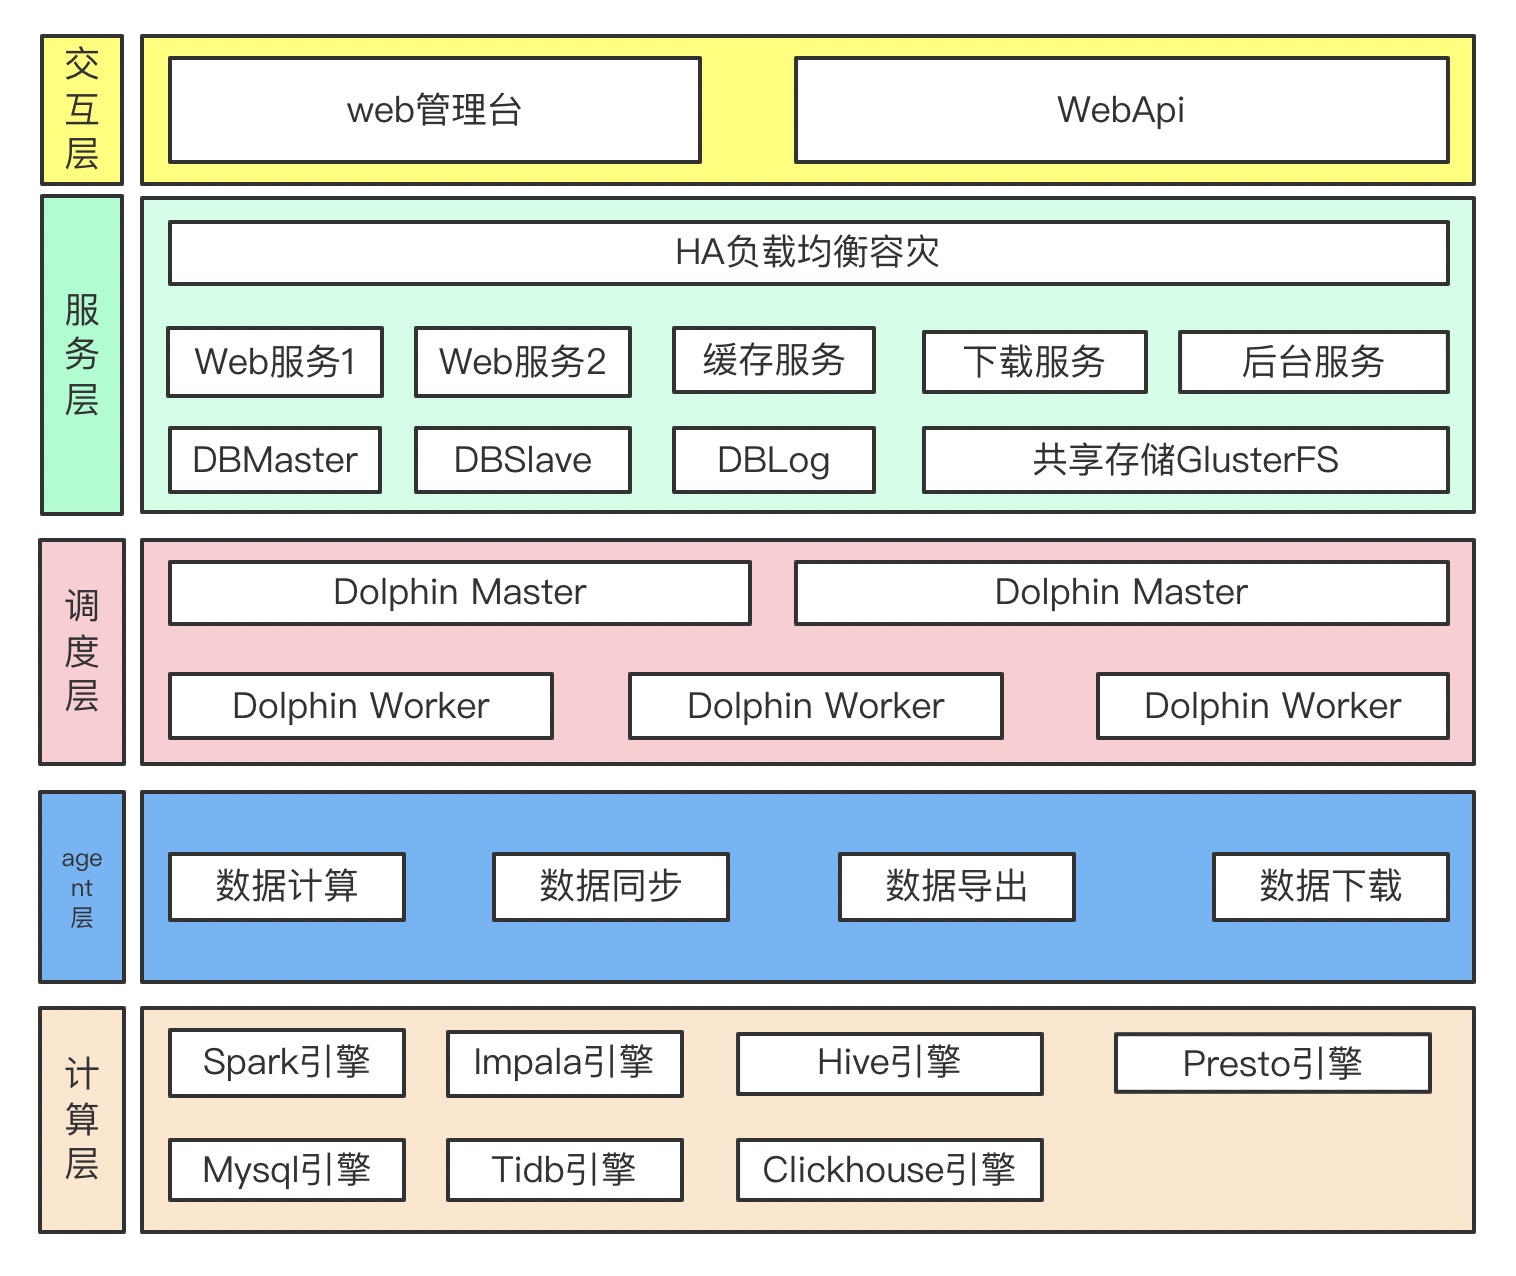 交
互
层
web管理台
WebApi
服
务
层
HA负载均衡容灾
Web服务1
Web服务2
缓存服务
下载服务
后台服务
DBMaster
DBSlave
DBLog
共享存储GlusterFS
调
度
层
Dolphin Master
Dolphin Master
Dolphin Worker
Dolphin Worker
Dolphin Worker
age
nt
层
数据计算
数据同步
数据导出
数据下载
计
算
层
Spark引擎
Impala引擎
Hive引擎
Presto引擎
Mysql引擎
Tidb引擎
Clickhouse引擎